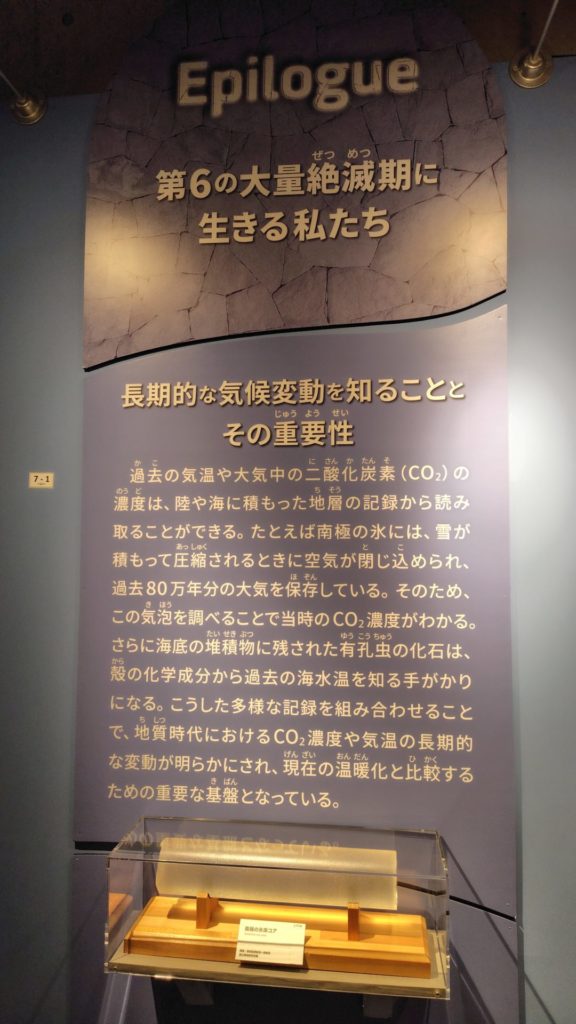 Epilogue
第6の大量絶滅期に
生きる私たち
長期的な気候変動を知ることと
その重要性
過去の気温や大気中の二酸化炭素（CO₂）の
濃度は、陸や海に積もった地層の記録から読み
取ることができる。たとえば南極の氷には、雪が
積もって圧縮されるときに空気が閉じ込められ、
過去80万年分の大気を保存している。そのため、
この気泡を調べることで当時のCO₂濃度がわかる。
さらに海底の堆積物に残された有孔虫の化石は、
殻の化学成分から過去の海水温を知る手がかり
になる。こうした多様な記録を組み合わせること
で、地質時代におけるCO₂濃度や気温の長期的
な変動が明らかにされ、現在の温暖化と比較する
ための重要な基盤となっている。
7-1
南極の氷床コア